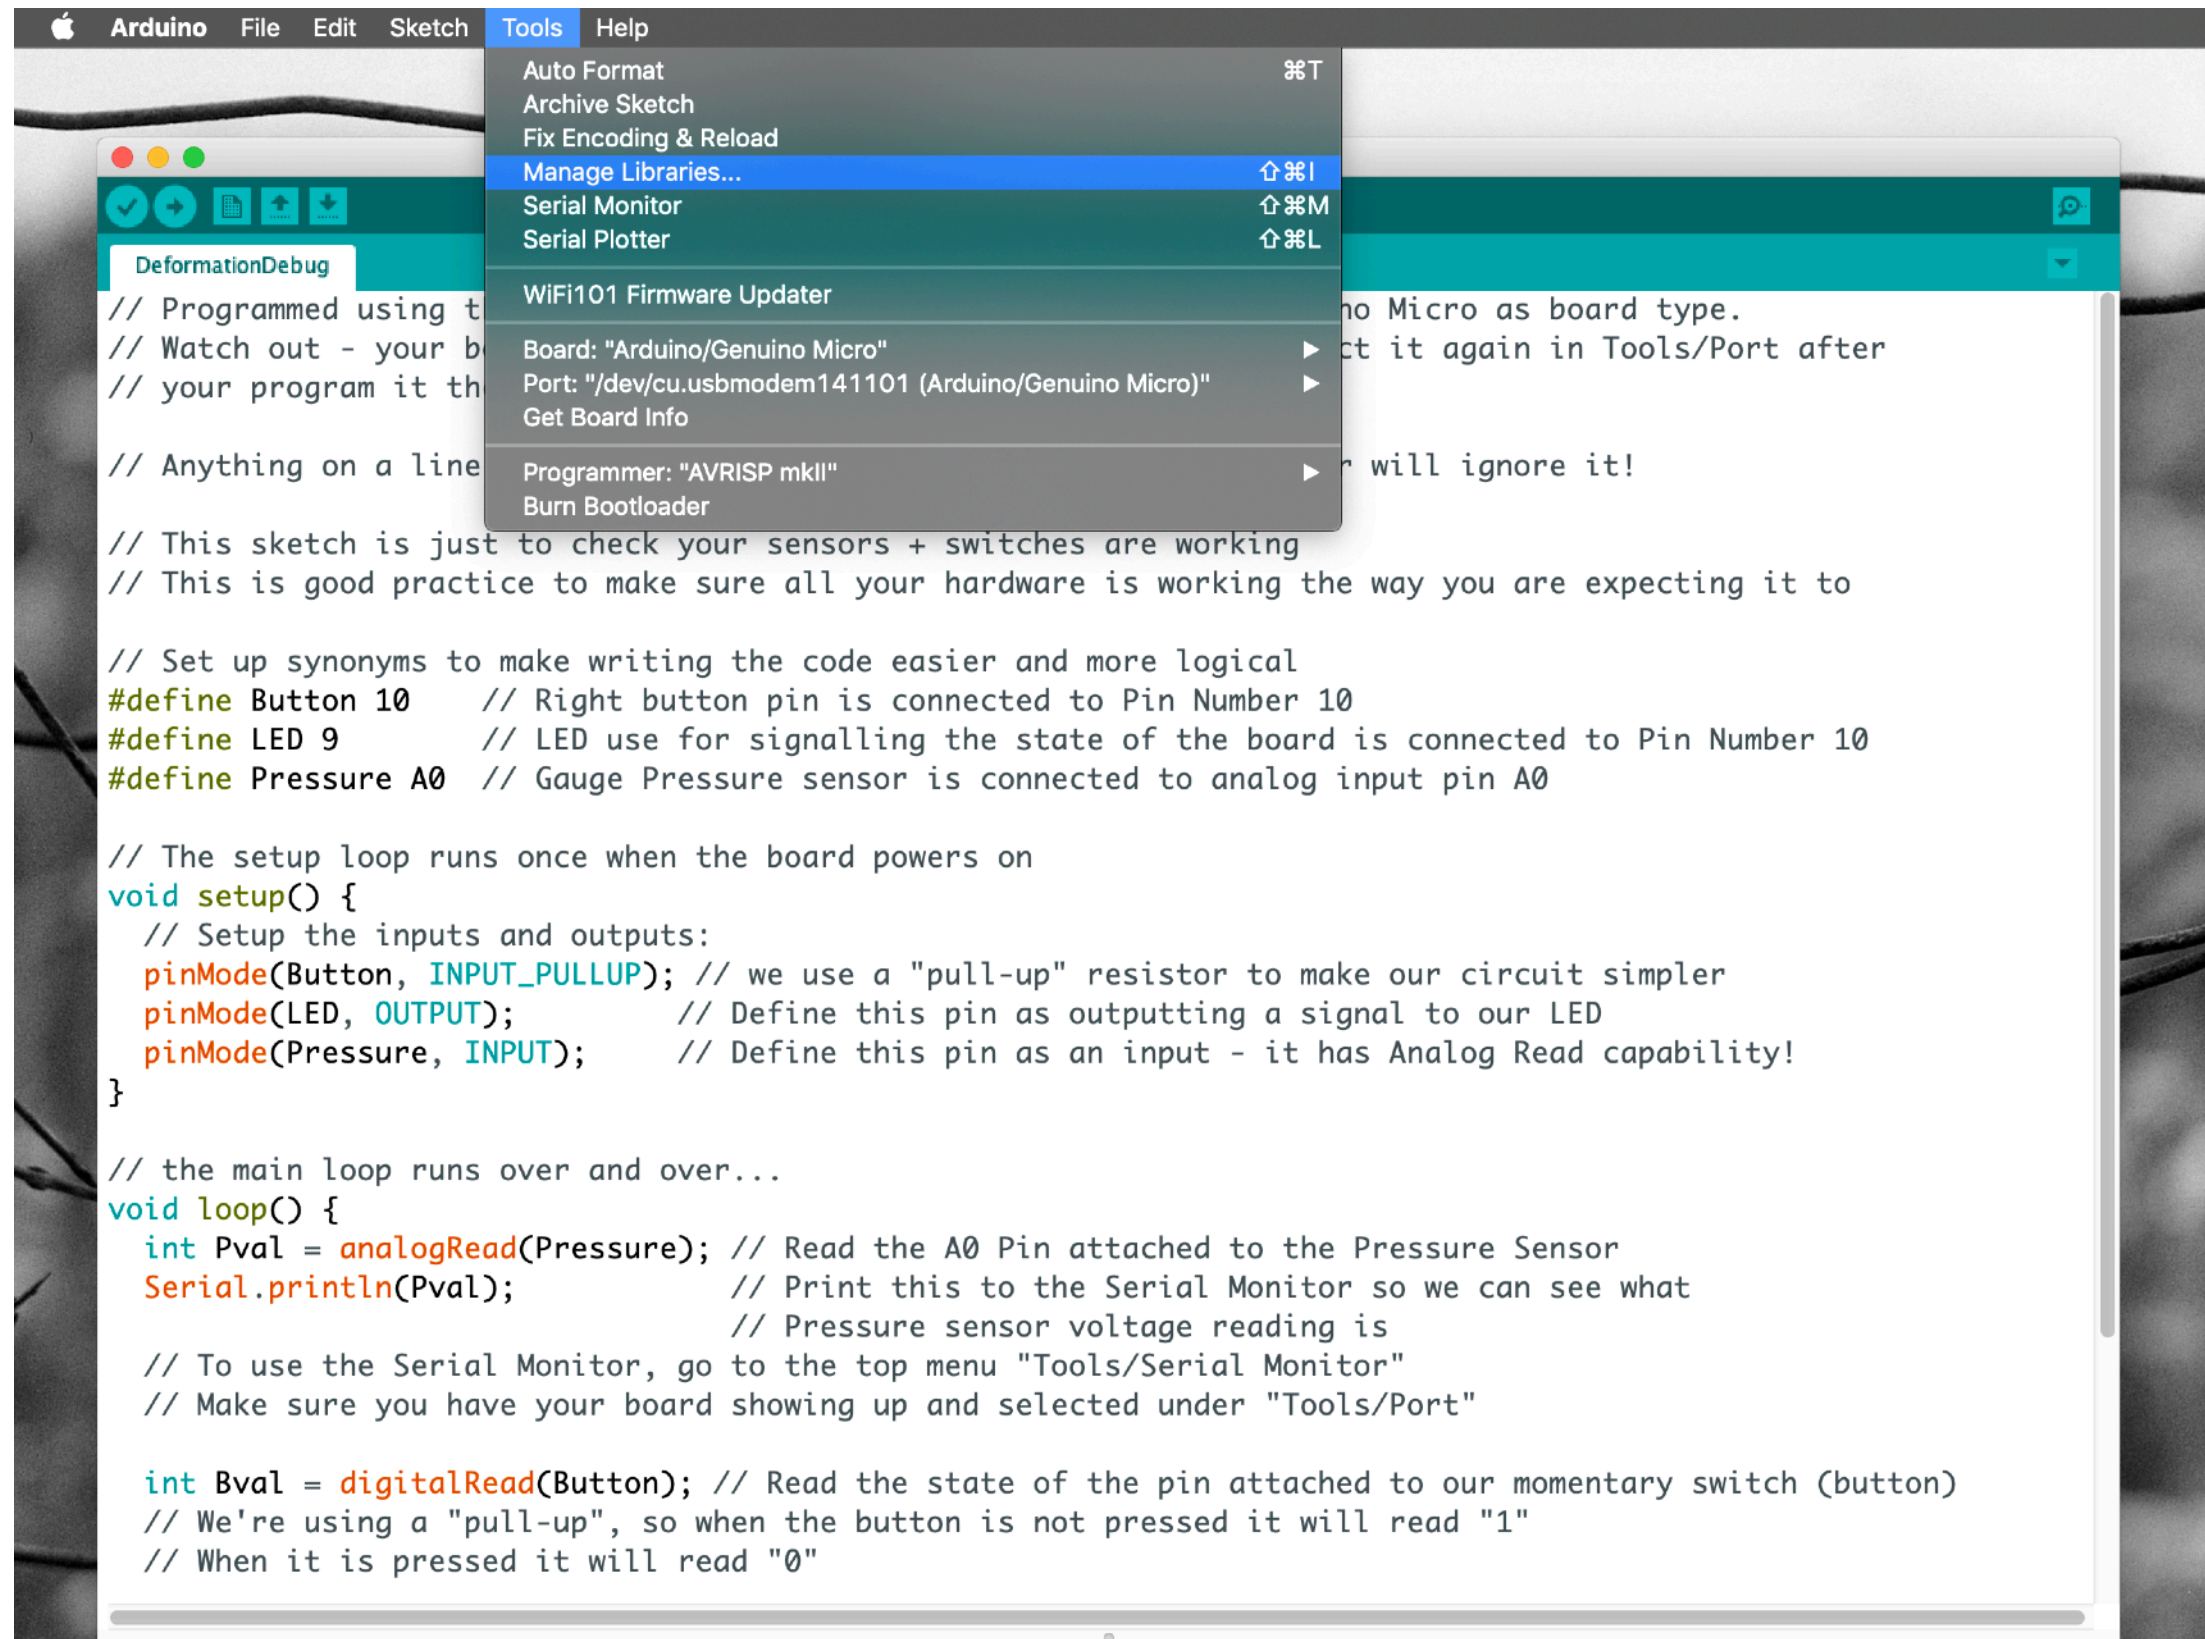 Arduino File Edit Sketch Tools Help
Auto Format ⌘T
Archive Sketch
Fix Encoding & Reload
Manage Libraries... ⇧⌘I
Serial Monitor ⇧⌘M
Serial Plotter ⇧⌘L
WiFi101 Firmware Updater
Board: "Arduino/Genuino Micro" ▶
Port: "/dev/cu.usbmodem141101 (Arduino/Genuino Micro)" ▶
Get Board Info
Programmer: "AVRISP mkII" ▶
Burn Bootloader
DeformationDebug
// Programmed using Micro as board type.
// Watch out - your it again in Tools/Port after
// your program it
// Anything on a line will ignore it!
// This sketch is just to check your sensors + switches are working
// This is good practice to make sure all your hardware is working the way you are expecting it to
// Set up synonyms to make writing the code easier and more logical
#define Button 10 // Right button pin is connected to Pin Number 10
#define LED 9 // LED use for signalling the state of the board is connected to Pin Number 10
#define Pressure A0 // Gauge Pressure sensor is connected to analog input pin A0
// The setup loop runs once when the board powers on
void setup() {
// Setup the inputs and outputs:
pinMode(Button, INPUT_PULLUP); // we use a "pull-up" resistor to make our circuit simpler
pinMode(LED, OUTPUT); // Define this pin as outputting a signal to our LED
pinMode(Pressure, INPUT); // Define this pin as an input - it has Analog Read capability!
}
// the main loop runs over and over...
void loop() {
int Pval = analogRead(Pressure); // Read the A0 Pin attached to the Pressure Sensor
Serial.println(Pval); // Print this to the Serial Monitor so we can see what
// Pressure sensor voltage reading is
// To use the Serial Monitor, go to the top menu "Tools/Serial Monitor"
// Make sure you have your board showing up and selected under "Tools/Port"
int Bval = digitalRead(Button); // Read the state of the pin attached to our momentary switch (button)
// We're using a "pull-up", so when the button is not pressed it will read "1"
// When it is pressed it will read "0"